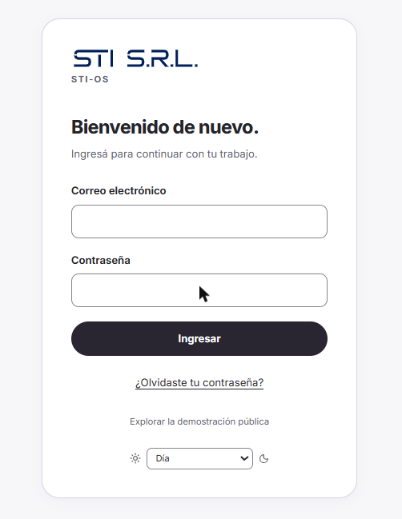 STI S.R.L.
STI-OS
Bienvenido de nuevo.
Ingresá para continuar con tu trabajo.
Correo electrónico
Contraseña
Ingresar
¿Olvidaste tu contraseña?
Explorar la demostración pública
Día